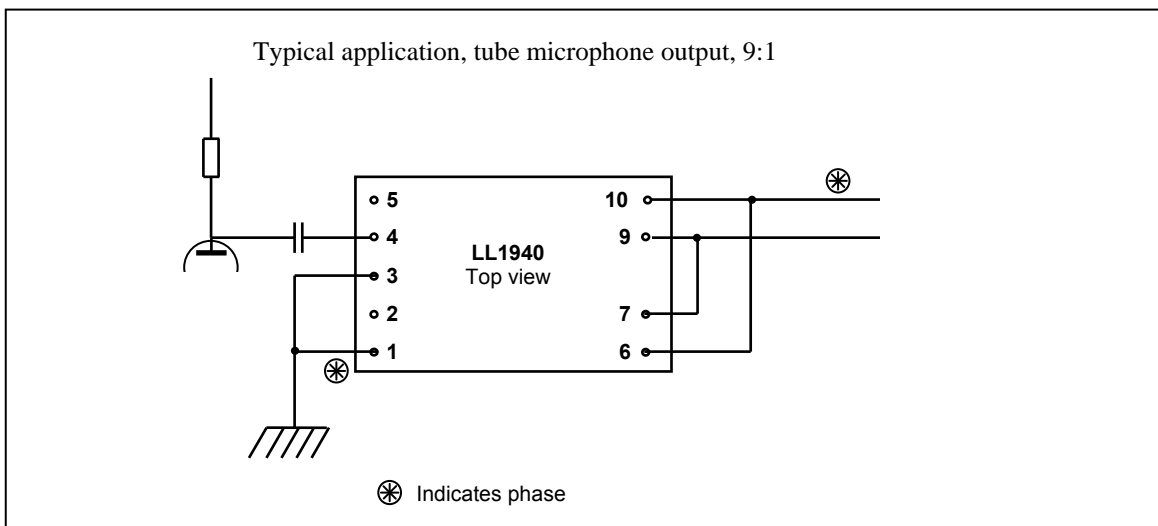 Typical application, tube microphone output, 9:1
5
10
4
9
LL1940
Top view
3
2
7
1
6
Indicates phase